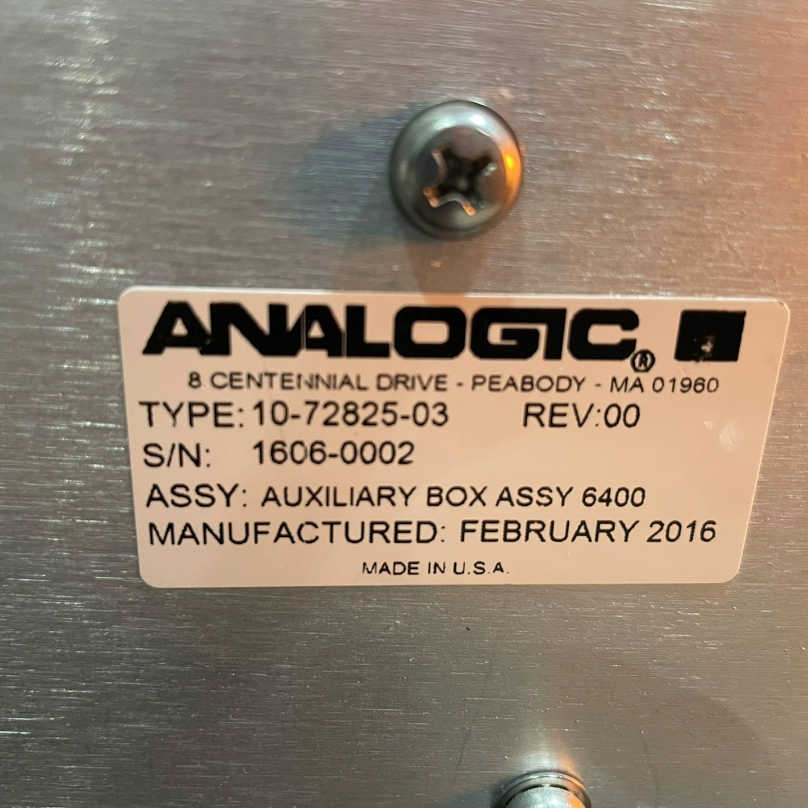 ANALOGIC®
8 CENTENNIAL DRIVE - PEABODY - MA 01960
TYPE: 10-72825-03 REV:00
S/N: 1606-0002
ASSY: AUXILIARY BOX ASSY 6400
MANUFACTURED: FEBRUARY 2016
MADE IN U.S.A.